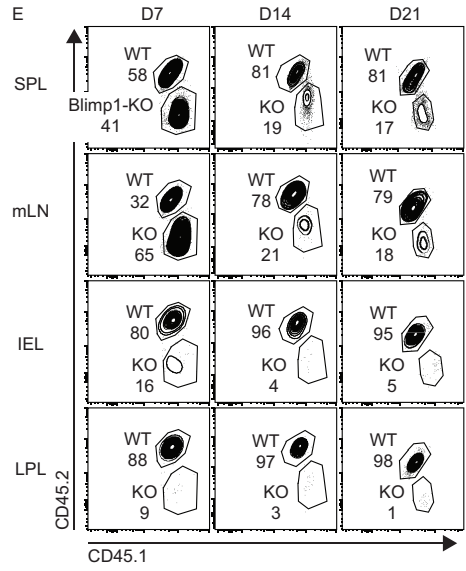 E
D7 D14 D21
SPL
WT
58
Blimp1-KO
41
WT
81
KO
19
WT
81
KO
17
mLN
WT
32
KO
65
WT
78
KO
21
WT
79
KO
18
IEL
WT
80
KO
16
WT
96
KO
4
WT
95
KO
5
LPL
WT
88
KO
9
WT
97
KO
3
WT
98
KO
1
CD45.2
CD45.1